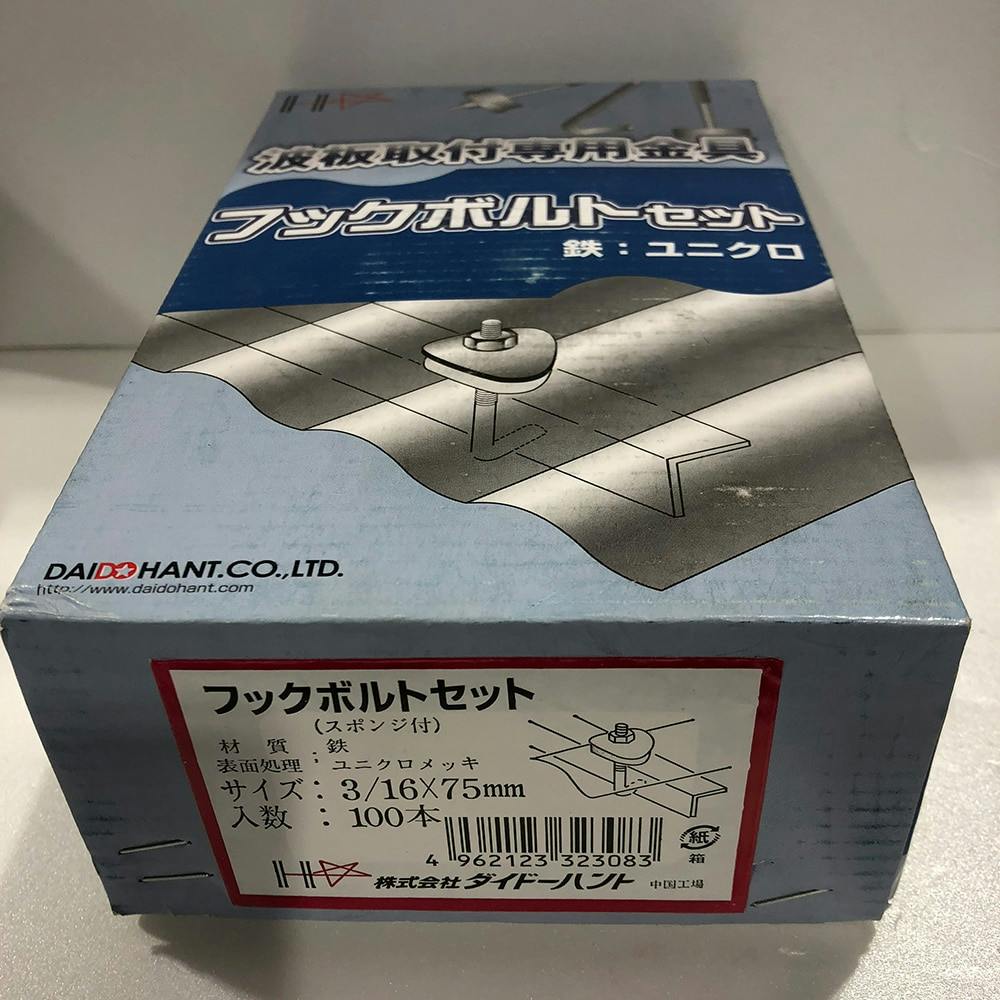 波板取付専用金具
フックボルトセット
鉄：ユニクロ
DAIDOHANT.CO.,LTD.
http://www.daidohant.com
フックボルトセット
(スポンジ付)
材質：鉄
表面処理：ユニクロメッキ
サイズ：3/16×75mm
入数：100本
4 962123 323083
紙
箱
株式会社ダイドーハント 中国工場